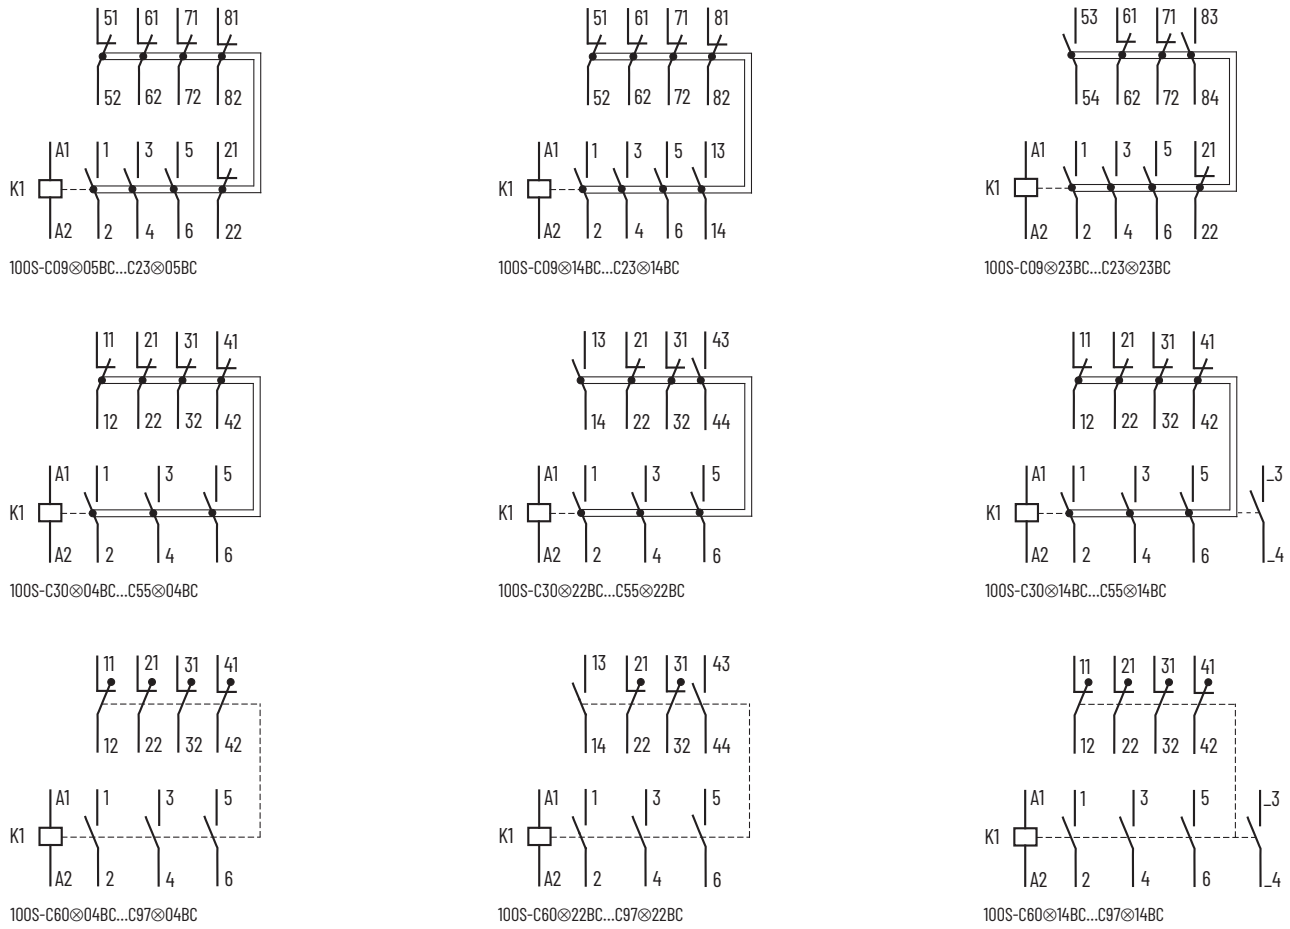 51 61 71 81
52 62 72 82
A1 1 3 5 21
K1
A2 2 4 6 22
100S-C09⊗05BC...C23⊗05BC
51 61 71 81
52 62 72 82
A1 1 3 5 13
K1
A2 2 4 6 14
100S-C09⊗14BC...C23⊗14BC
53 61 71 83
54 62 72 84
A1 1 3 5 21
K1
A2 2 4 6 22
100S-C09⊗23BC...C23⊗23BC
11 21 31 41
12 22 32 42
A1 1 3 5
K1
A2 2 4 6
100S-C30⊗04BC...C55⊗04BC
13 21 31 43
14 22 32 44
A1 1 3 5
K1
A2 2 4 6
100S-C30⊗22BC...C55⊗22BC
11 21 31 41
12 22 32 42
A1 1 3 5 _3
K1
A2 2 4 6 _4
100S-C30⊗14BC...C55⊗14BC
11 21 31 41
12 22 32 42
A1 1 3 5
K1
A2 2 4 6
100S-C60⊗04BC...C97⊗04BC
13 21 31 43
14 22 32 44
A1 1 3 5
K1
A2 2 4 6
100S-C60⊗22BC...C97⊗22BC
11 21 31 41
12 22 32 42
A1 1 3 5 _3
K1
A2 2 4 6 _4
100S-C60⊗14BC...C97⊗14BC